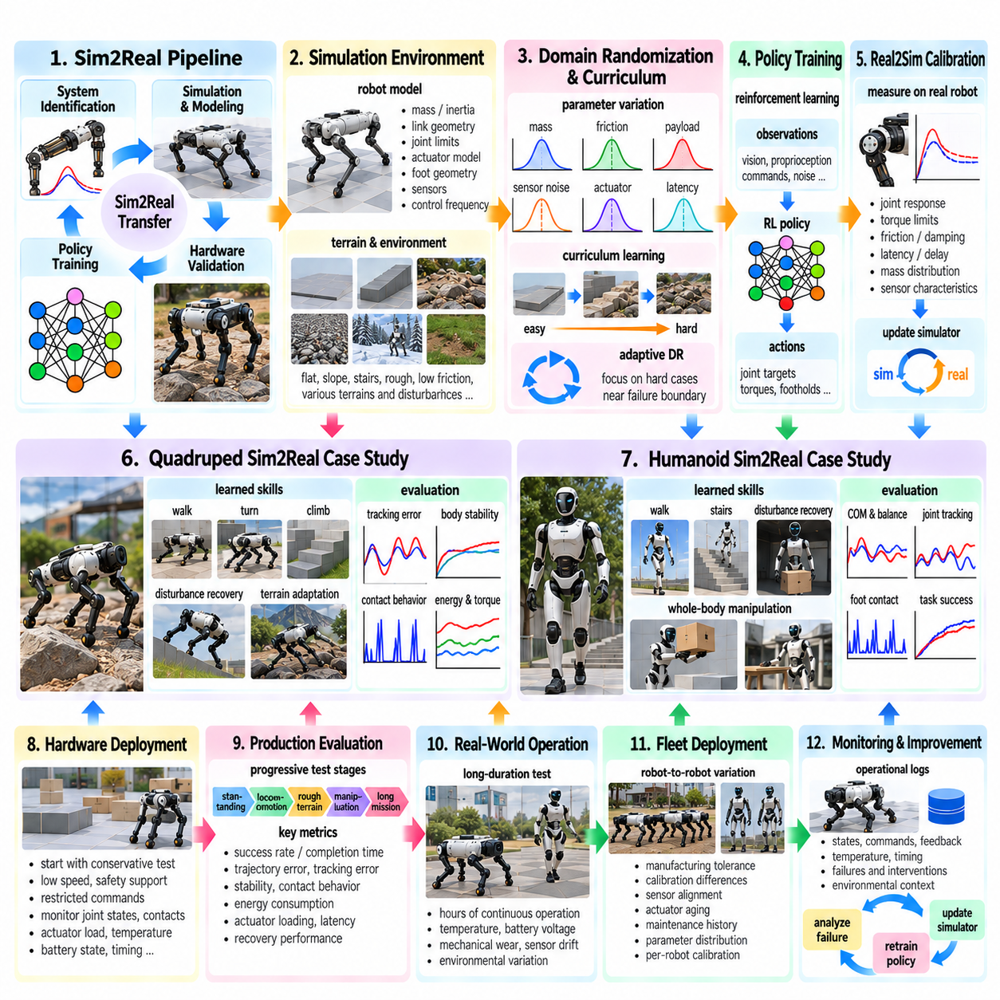 1. Sim2Real Pipeline
System
Identification
Simulation
& Modeling
Sim2Real
Transfer
Policy
Training
Hardware
Validation
2. Simulation Environment
robot model
• mass / inertia
• link geometry
• joint limits
• actuator model
• foot geometry
• sensors
• control frequency
terrain & environment
flat, slope, stairs, rough, low friction,
various terrains and disturbarhces ...
3. Domain Randomization
& Curriculum
parameter variation
mass
friction
payload
sensor noise
actuator
latency
curriculum learning
easy
hard
adaptive DR
focus on hard cases
near failure boundary
4. Policy Training
reinforcement learning
observations
vision, proprioception
commands, noise ...
RL policy
actions
joint targets
torques, footholds ...
5. Real2Sim Calibration
measure on real robot
• joint response
• torque limits
• friction / damping
• latency / delay
• mass distribution
• sensor characteristics
update simulator
sim
real
6. Quadruped Sim2Real Case Study
learned skills
walk
turn
climb
disturbance recovery
terrain adaptation
evaluation
tracking error
body stability
contact behavior
energy & torque
7. Humanoid Sim2Real Case Study
learned skills
walk
stairs
disturbance recovery
whole-body manipulation
evaluation
COM & balance
joint tracking
foot contact
task success
8. Hardware Deployment
• start with conservative test
• low speed, safety support
• restricted commands
• monitor joint states, contacts
• actuator load, temperature
• battery state, timing ...
9. Production Evaluation
progressive test stages
stan-
tanding
locom-
omotion
rough
terrain
manip-
luation
long
mission
key metrics
• success rate / completion time
• trajectory error, tracking error
• stability, contact behavior
• energy consumption
• actuator loading, latency
• recovery performance
10. Real-World Operation
long-duration test
• hours of continuous operation
• temperature, battery voltage
• mechanical wear, sensor drift
• environmental variation
11. Fleet Deployment
robot-to-robot variation
• manufacturing tolerance
• calibration differences
• sensor alignment
• actuator aging
• maintenance history
• parameter distribution
• per-robot calibration
12. Monitoring & Improvement
operational logs
• states, commands, feedback
• temperature, timing
• failures and interventions
• environmental context
analyze
failure
update
simulator
retrain
policy